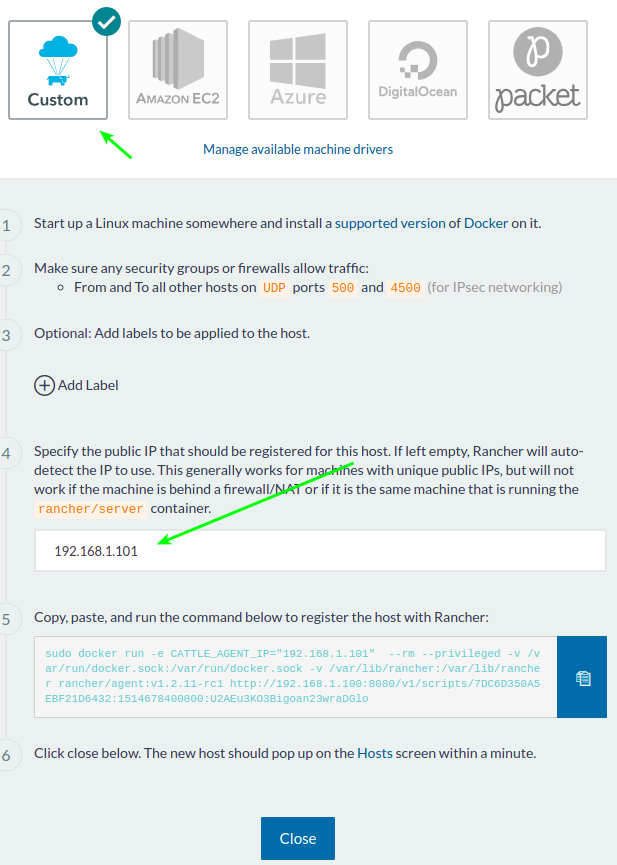 Custom
AMAZON EC2
Azure
DigitalOcean
packet
Manage available machine drivers
1
Start up a Linux machine somewhere and install a supported version of Docker on it.
2
Make sure any security groups or firewalls allow traffic:
From and To all other hosts on UDP ports 500 and 4500 (for IPsec networking)
3
Optional: Add labels to be applied to the host.
Add Label
4
Specify the public IP that should be registered for this host. If left empty, Rancher will auto-
detect the IP to use. This generally works for machines with unique public IPs, but will not
work if the machine is behind a firewall/NAT or if it is the same machine that is running the
rancher/server container.
192.168.1.101
5
Copy, paste, and run the command below to register the host with Rancher:
sudo docker run -e CATTLE_AGENT_IP="192.168.1.101"  --rm --privileged -v /v
ar/run/docker.sock:/var/run/docker.sock -v /var/lib/rancher:/var/lib/ranche
r rancher/agent:v1.2.11-rc1 http://192.168.1.100:8080/v1/scripts/7DC6D350A5
EBF21D6432:1514678400000:U2AEu3KO3Bigoan23wraDGlo
6
Click close below. The new host should pop up on the Hosts screen within a minute.
Close